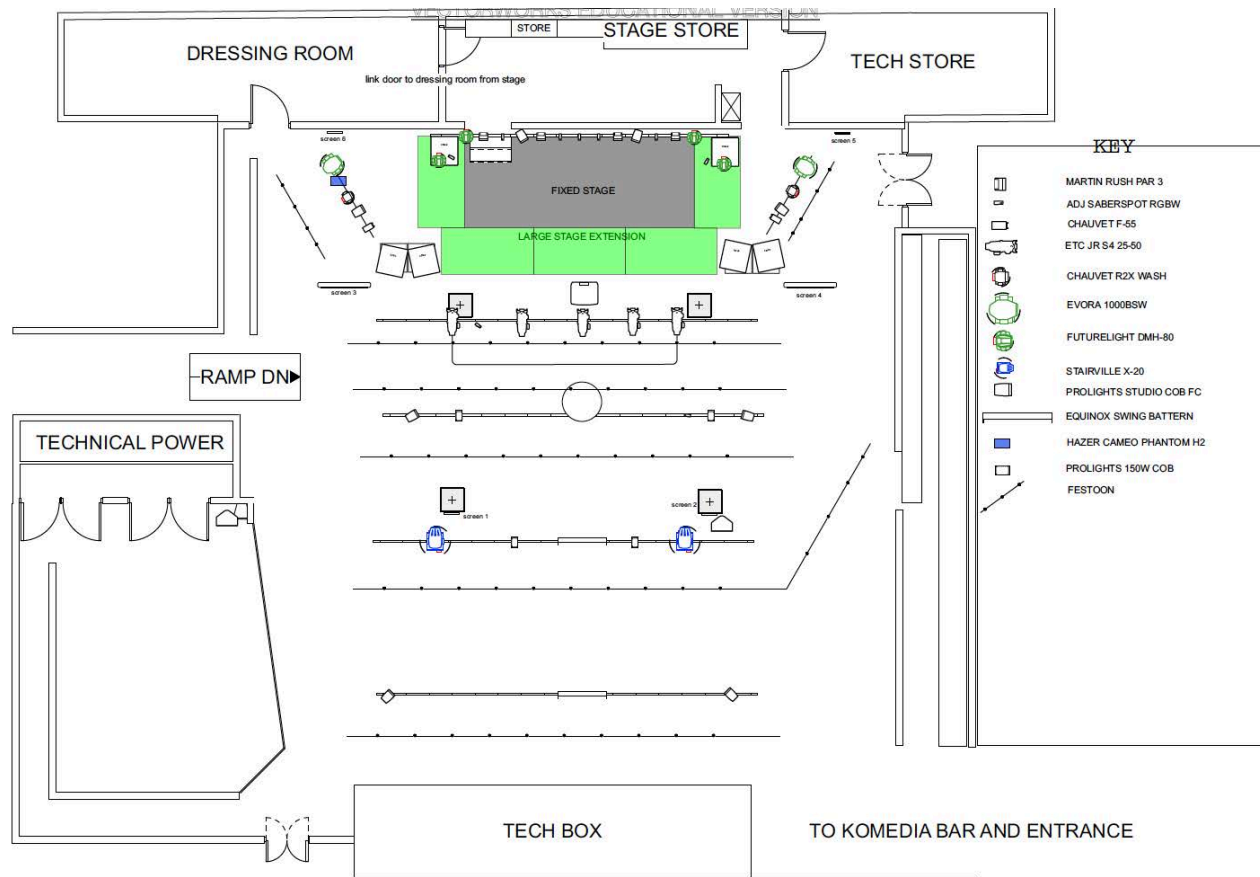 VECTORWORKS EDUCATIONAL VERSION
STORE
STAGE STORE
DRESSING ROOM
TECH STORE
link door to dressing room from stage
screen 6
screen 5
KEY
MARTIN RUSH PAR 3
ADJ SABERSPOT RGBW
CHAUVET F-55
ETC JR S4 25-50
CHAUVET R2X WASH
EVORA 1000BSW
FUTURELIGHT DMH-80
STAIRVILLE X-20
PROLIGHTS STUDIO COB FC
EQUINOX SWING BATTERN
HAZER CAMEO PHANTOM H2
PROLIGHTS 150W COB
FESTOON
FIXED STAGE
LARGE STAGE EXTENSION
screen 3
screen 4
RAMP DN
TECHNICAL POWER
screen 1
screen 2
TECH BOX
TO KOMEDIA BAR AND ENTRANCE